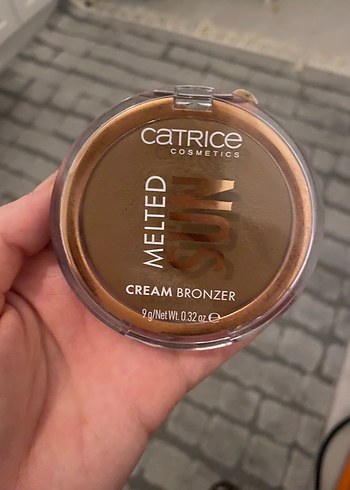 CATRICE
COSMETICS
MELTED
SUN
CREAM BRONZER
9 g/Net Wt. 0.32 oz. ℮